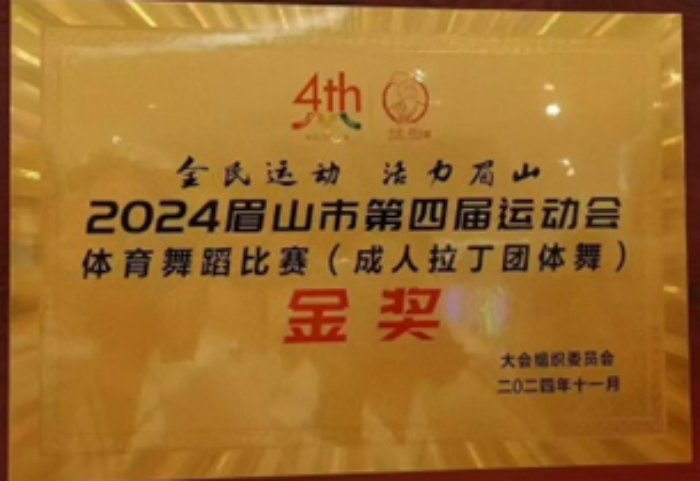 4th
全民运动 活力眉山
2024眉山市第四届运动会
体育舞蹈比赛（成人拉丁团体舞）
金奖
大会组织委员会
二〇二四年十一月